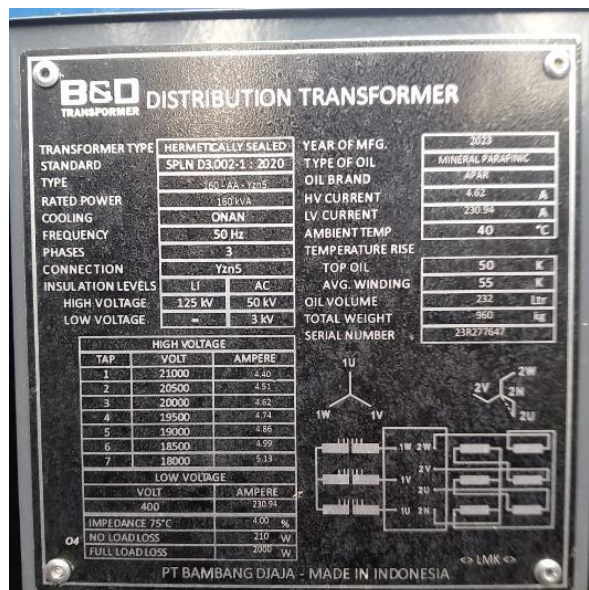 B&D
TRANSFORMER
DISTRIBUTION TRANSFORMER
TRANSFORMER TYPE HERMETICALLY SEALED
STANDARD SPLN D3.002-1 : 2020
TYPE 160 - AA - Yzn5
RATED POWER 160 kVA
COOLING ONAN
FREQUENCY 50 Hz
PHASES 3
CONNECTION Yzn5
INSULATION LEVELS LI AC
HIGH VOLTAGE 125 kV 50 kV
LOW VOLTAGE - 3 kV
YEAR OF MFG. 2023
TYPE OF OIL MINERAL PARAFINIC
OIL BRAND APAR
HV CURRENT 4.62 A
LV CURRENT 230.94 A
AMBIENT TEMP 40 °C
TEMPERATURE RISE
TOP OIL 50 K
AVG. WINDING 55 K
OIL VOLUME 232 Ltr
TOTAL WEIGHT 960 kg
SERIAL NUMBER 23R277647
HIGH VOLTAGE
TAP VOLT AMPERE
1 21000 4.40
2 20500 4.51
3 20000 4.62
4 19500 4.74
5 19000 4.86
6 18500 4.99
7 18000 5.13
LOW VOLTAGE
VOLT AMPERE
400 230.94
IMPEDANCE 75°C 4.00 %
NO LOAD LOSS 210 W
FULL LOAD LOSS 2000 W
04
1U
1W 1V
2W
2V 2N
2U
1W 2W
2V
1V 2U
1U 2N
<> LMK <>
PT BAMBANG DJAJA - MADE IN INDONESIA